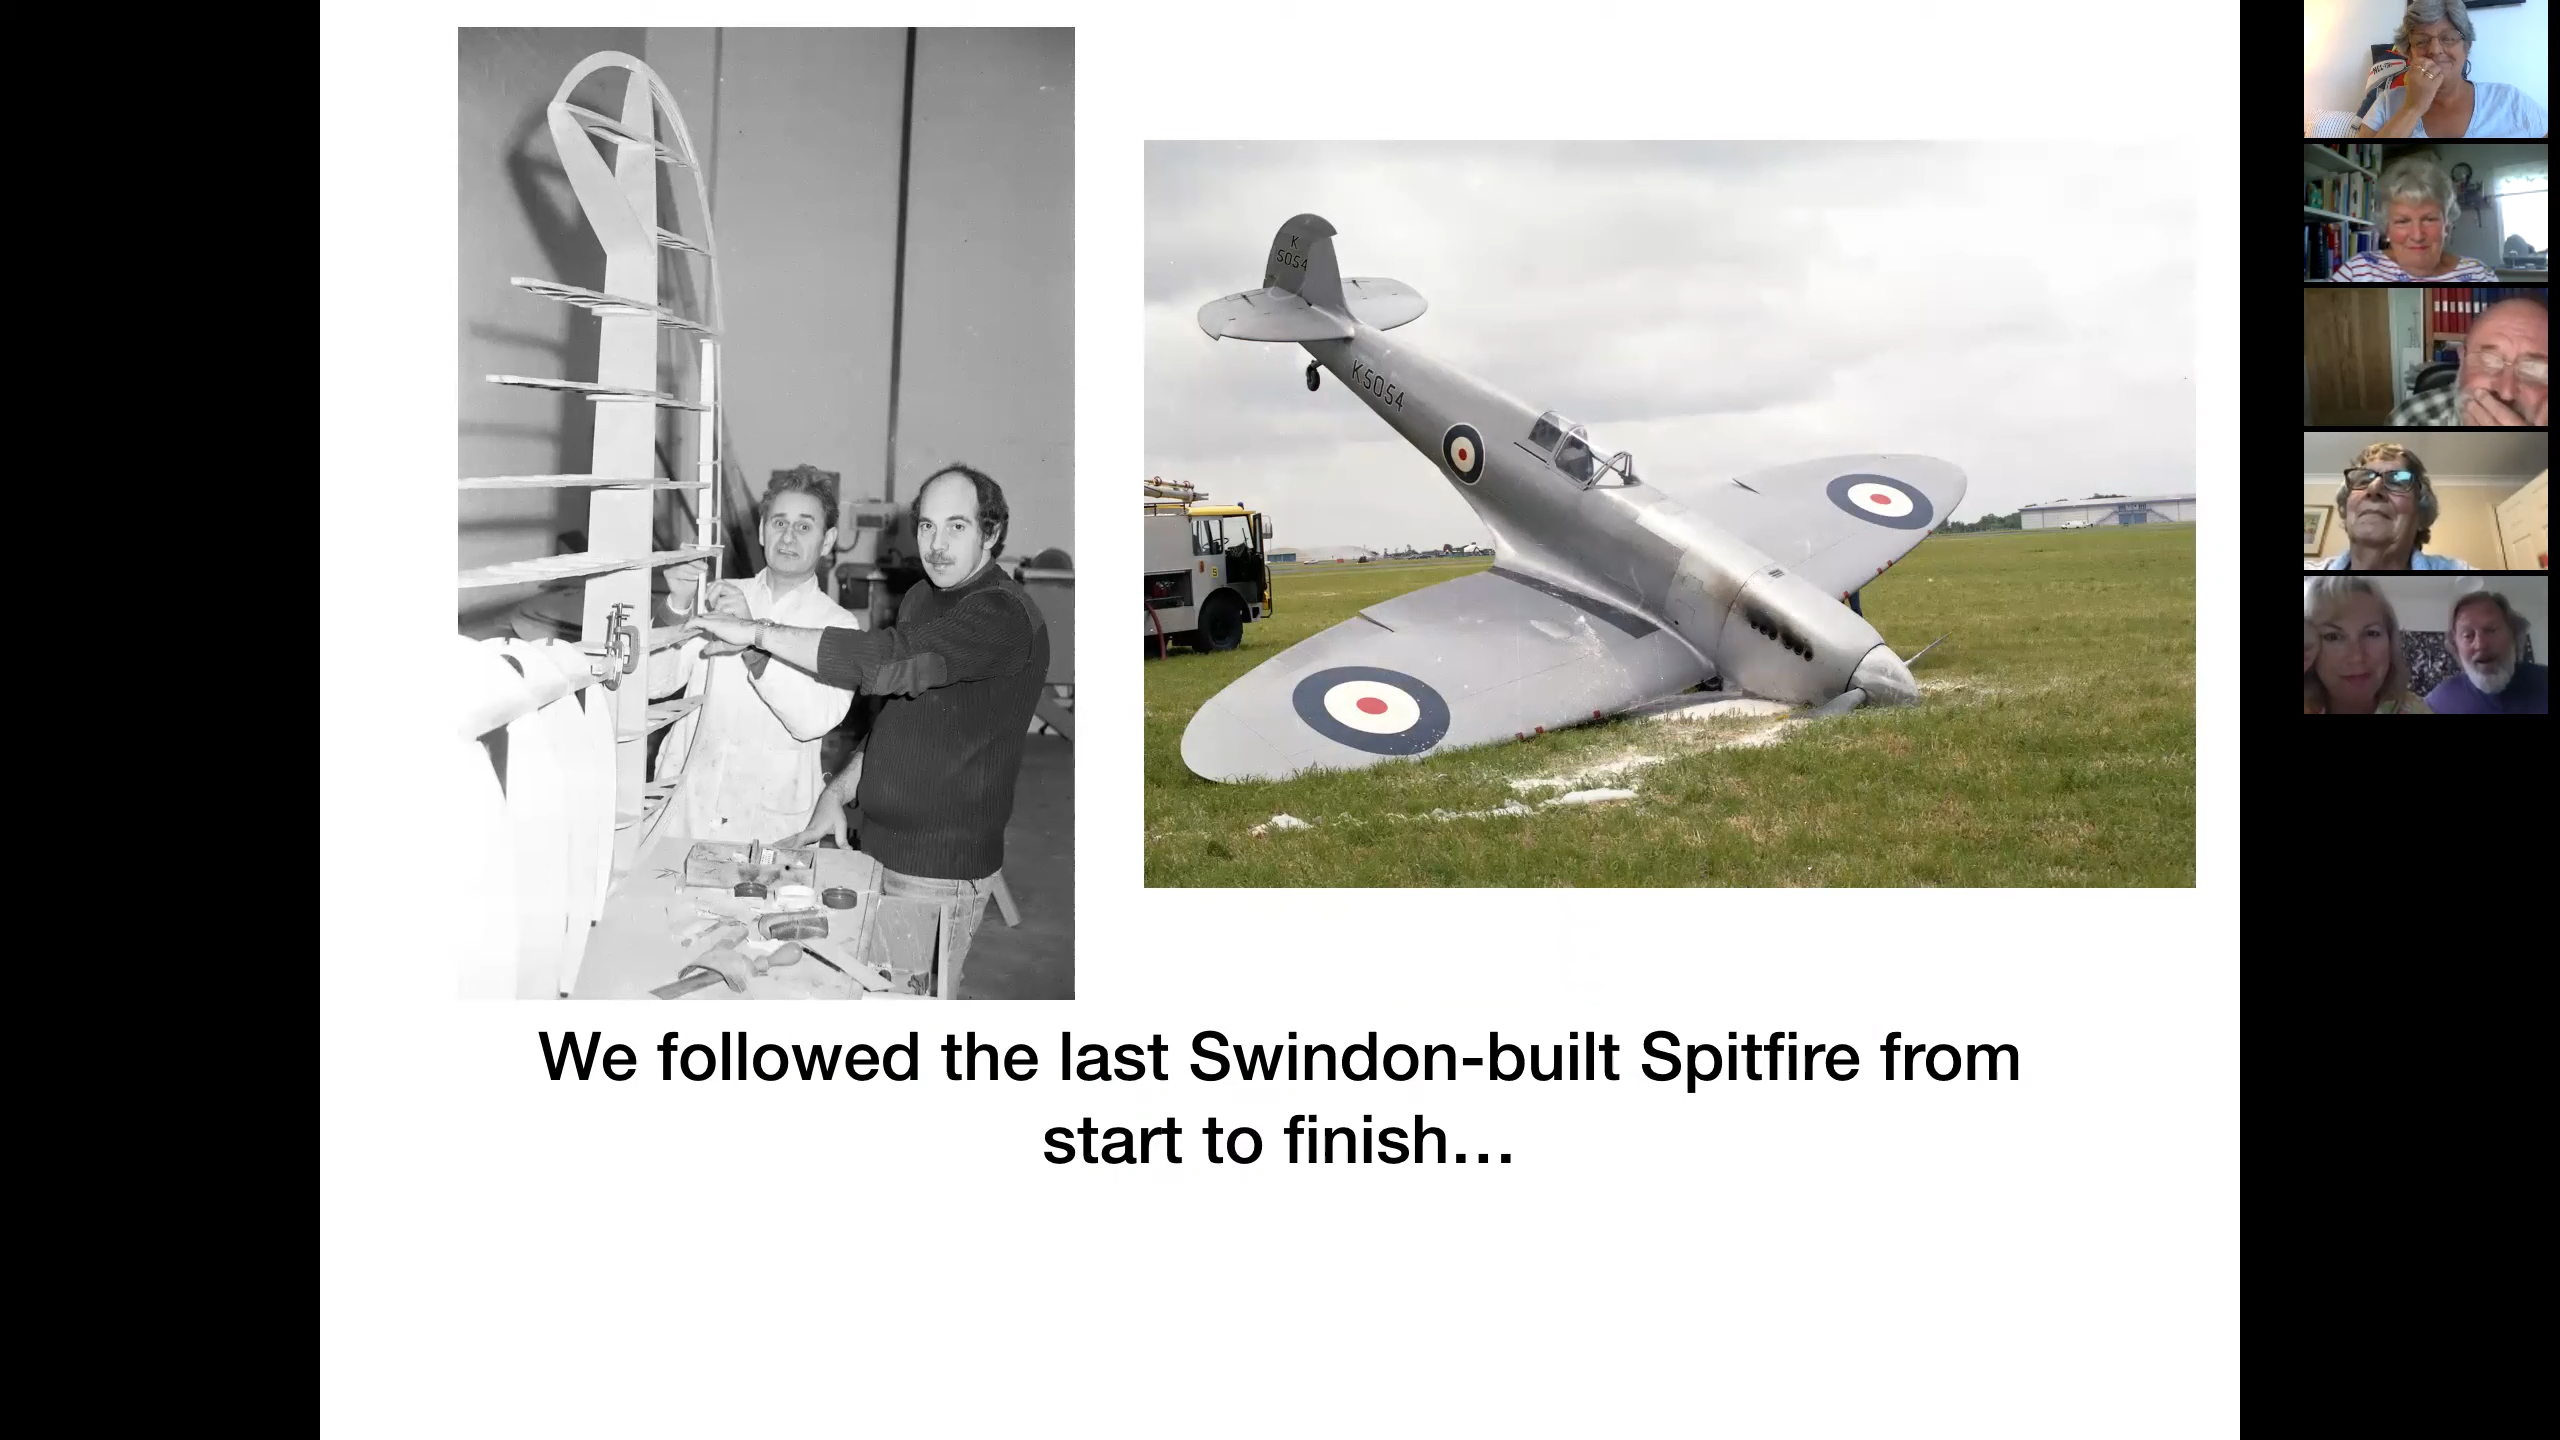 K
5054
K5054
We followed the last Swindon-built Spitfire from
start to finish…